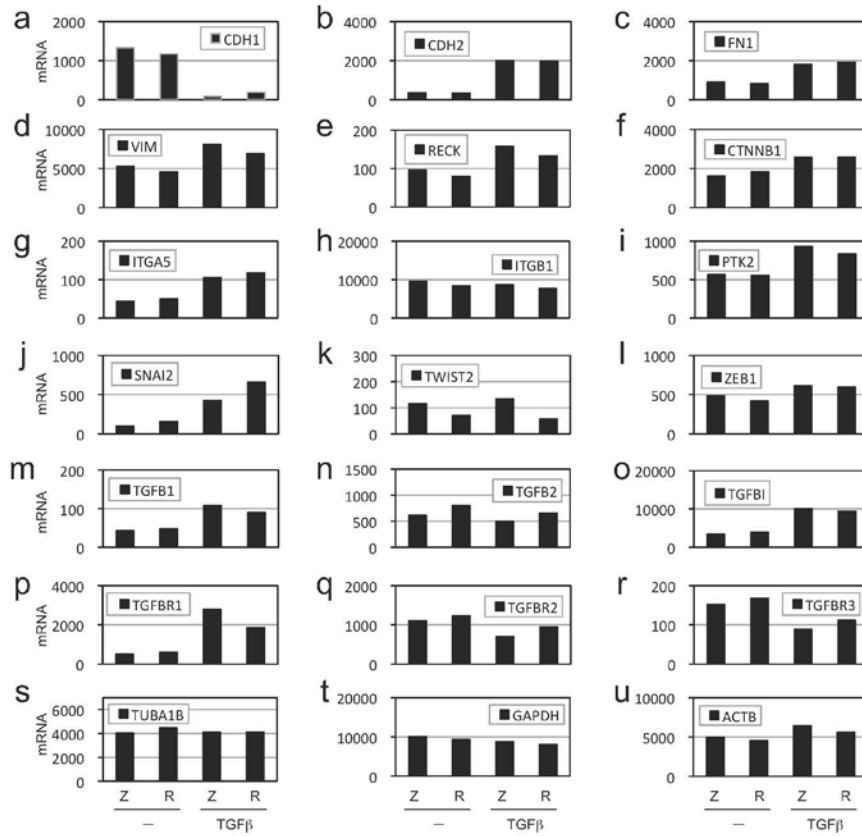 a
2000
1000
0
mRNA
CDH1
b
4000
2000
0
CDH2
c
4000
2000
0
FN1
d
10000
5000
0
mRNA
VIM
e
200
100
0
RECK
f
4000
2000
0
CTNNB1
g
200
100
0
mRNA
ITGA5
h
20000
10000
0
ITGB1
i
1000
500
0
PTK2
j
1000
500
0
mRNA
SNAI2
k
300
200
100
0
TWIST2
l
1000
500
0
ZEB1
m
200
100
0
mRNA
TGFB1
n
1500
1000
500
0
TGFB2
o
20000
10000
0
TGFBI
p
4000
2000
0
mRNA
TGFBR1
q
2000
1000
0
TGFBR2
r
200
100
0
TGFBR3
s
6000
4000
2000
0
mRNA
TUBA1B
t
20000
10000
0
GAPDH
u
10000
5000
0
ACTB
Z R Z R Z R Z R Z R Z R
– TGFβ – TGFβ – TGFβ